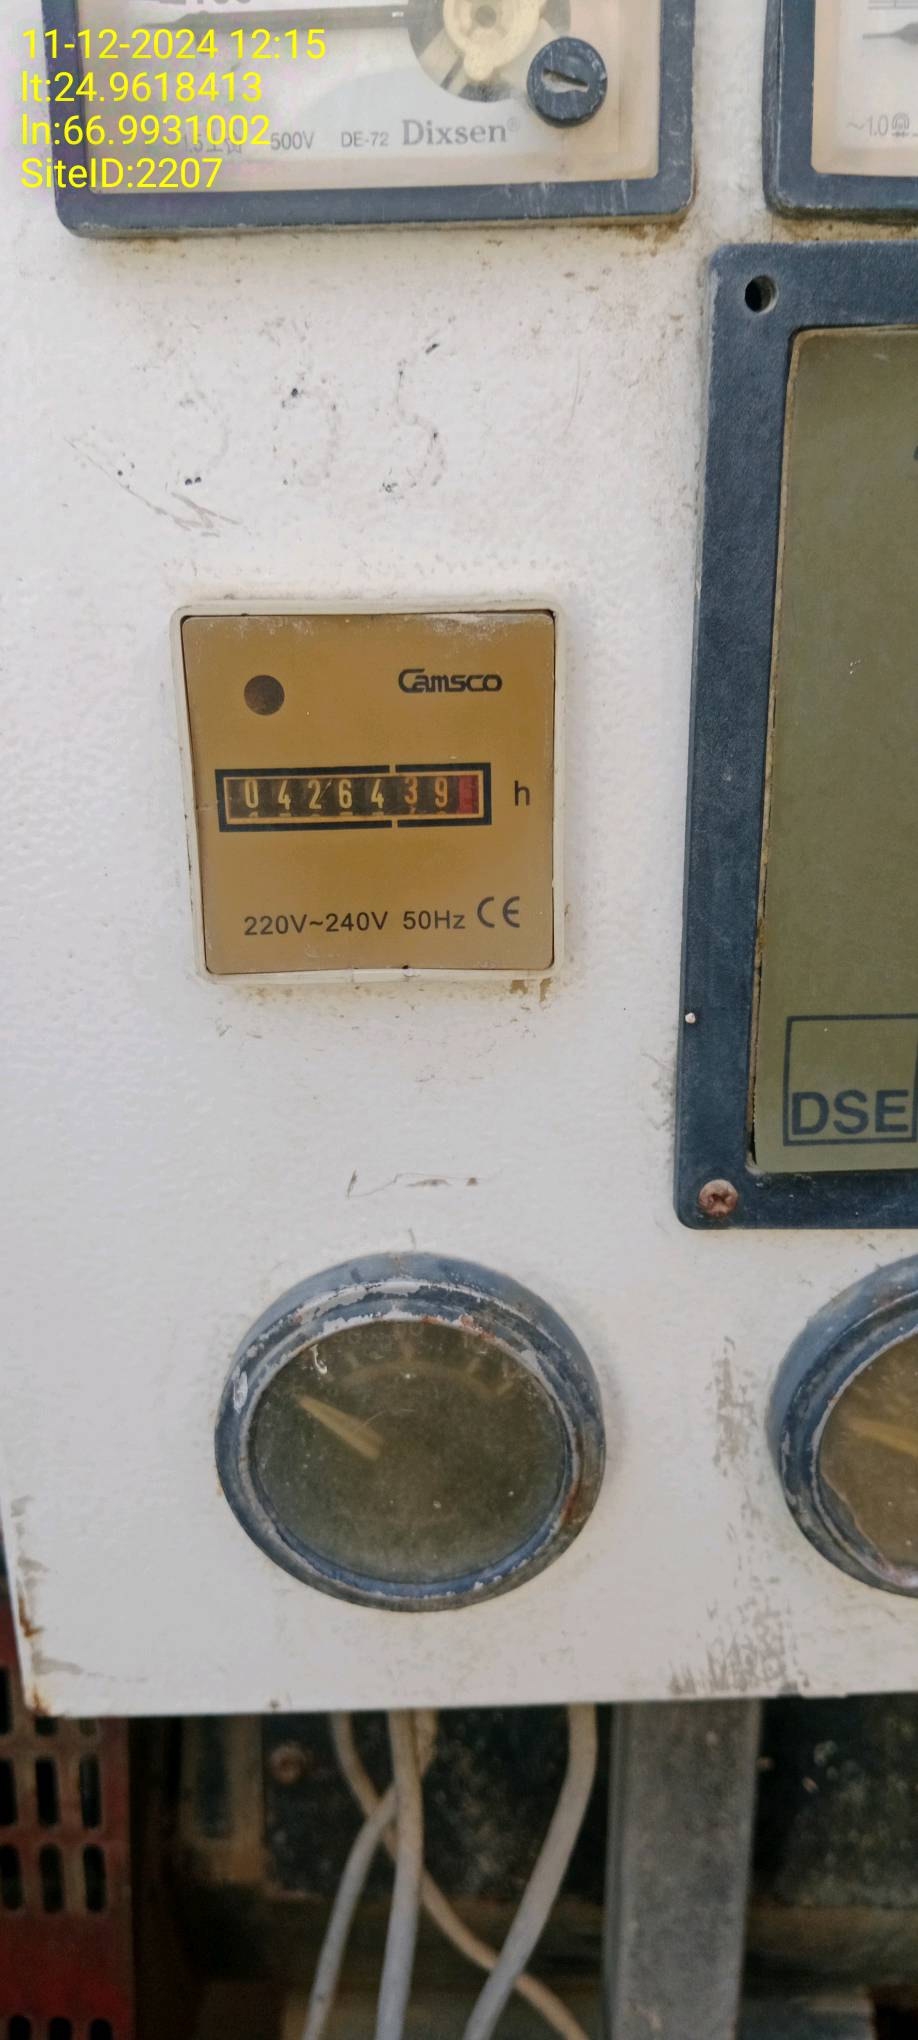 11-12-2024 12:15
lt:24.9618413
ln:66.9931002
SiteID:2207
500V DE-72 Dixsen®
~1.0
Camsco
0426439 h
220V~240V 50Hz CE
DSE